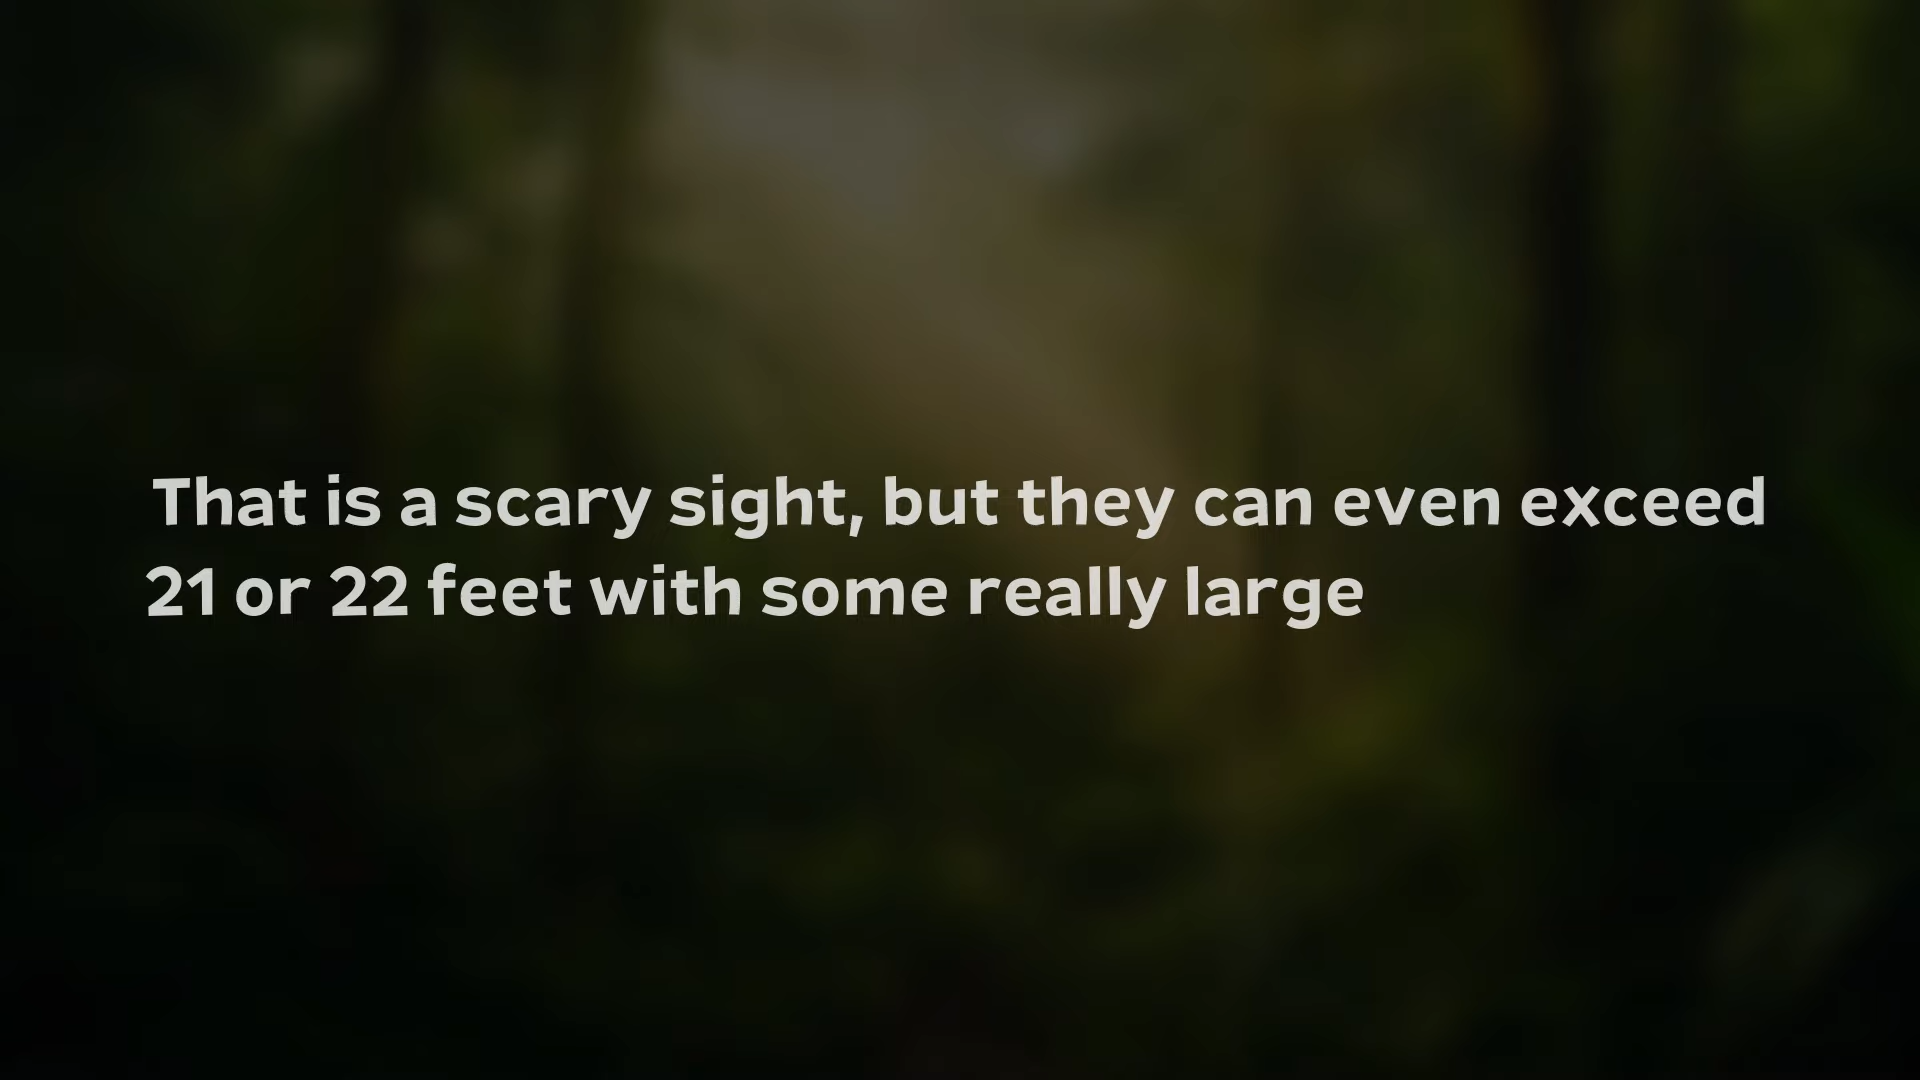 That is a scary sight, but they can even exceed
21 or 22 feet with some really large